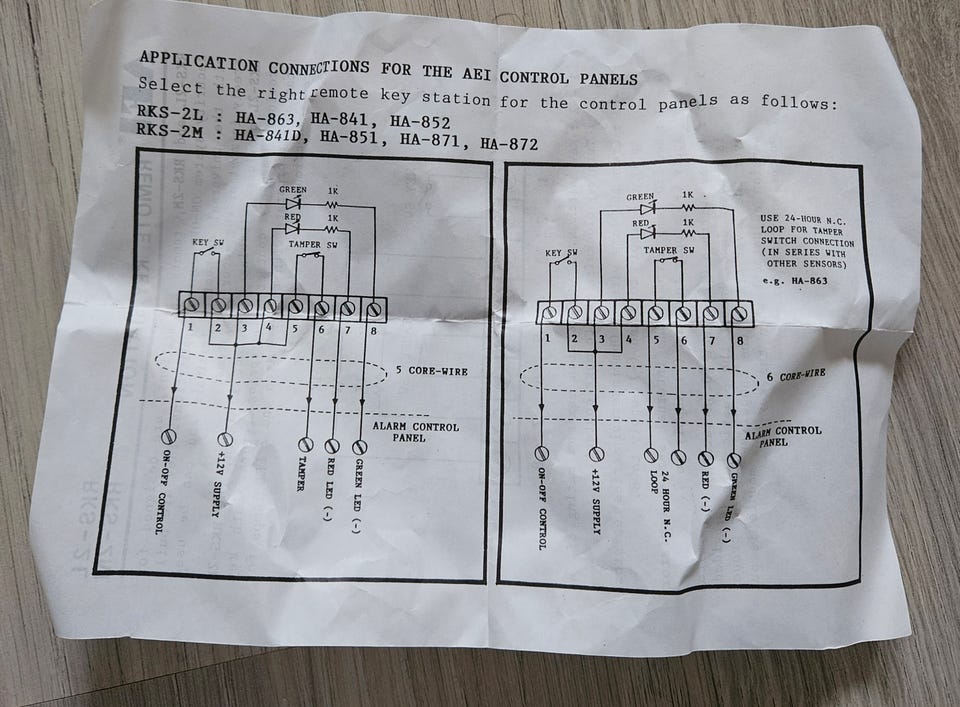 APPLICATION CONNECTIONS FOR THE AEI CONTROL PANELS
Select the right remote key station for the control panels as follows:
RKS-2L : HA-863, HA-841, HA-852
RKS-2M : HA-841D, HA-851, HA-871, HA-872
GREEN 1K
RED 1K
KEY SW
TAMPER SW
1 2 3 4 5 6 7 8
5 CORE-WIRE
ALARM CONTROL
PANEL
ON-OFF CONTROL
+12V SUPPLY
TAMPER
RED LED (-)
GREEN LED (-)
GREEN 1K
RED 1K
KEY SW
TAMPER SW
USE 24-HOUR N.C.
LOOP FOR TAMPER
SWITCH CONNECTION
(IN SERIES WITH
OTHER SENSORS)
e.g. HA-863
1 2 3 4 5 6 7 8
6 CORE-WIRE
ALARM CONTROL
PANEL
ON-OFF CONTROL
+12V SUPPLY
24 HOUR N.C.
LOOP
RED (-)
GREEN LED (-)